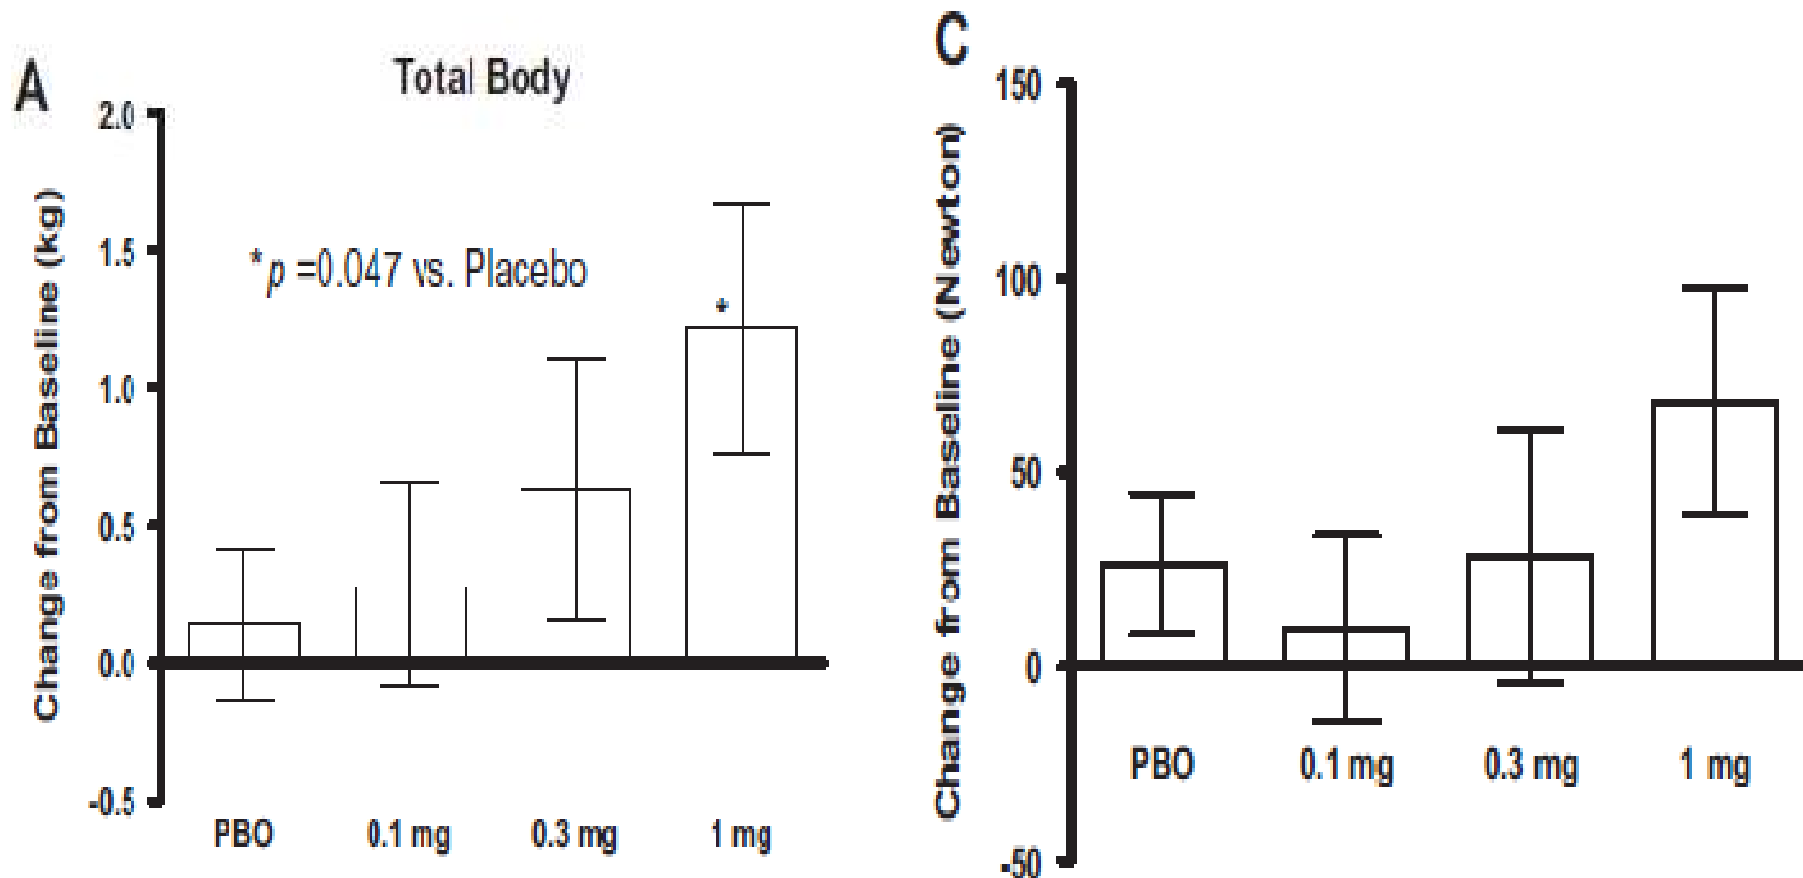 A
Total Body
Change from Baseline (kg)
2.0
1.5
1.0
0.5
0.0
-0.5
*p =0.047 vs. Placebo
*
PBO
0.1 mg
0.3 mg
1 mg
C
Change from Baseline (Newton)
150
100
50
0
-50
PBO
0.1 mg
0.3 mg
1 mg